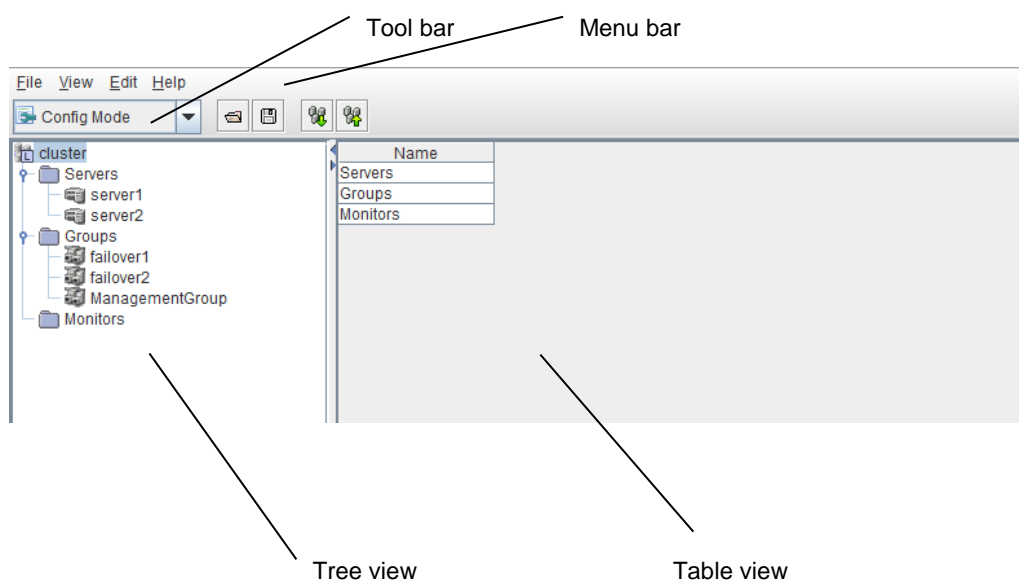 Tool bar
Menu bar
File View Edit Help
Config Mode
cluster
Servers
server1
server2
Groups
failover1
failover2
ManagementGroup
Monitors
Name
Servers
Groups
Monitors
Tree view
Table view